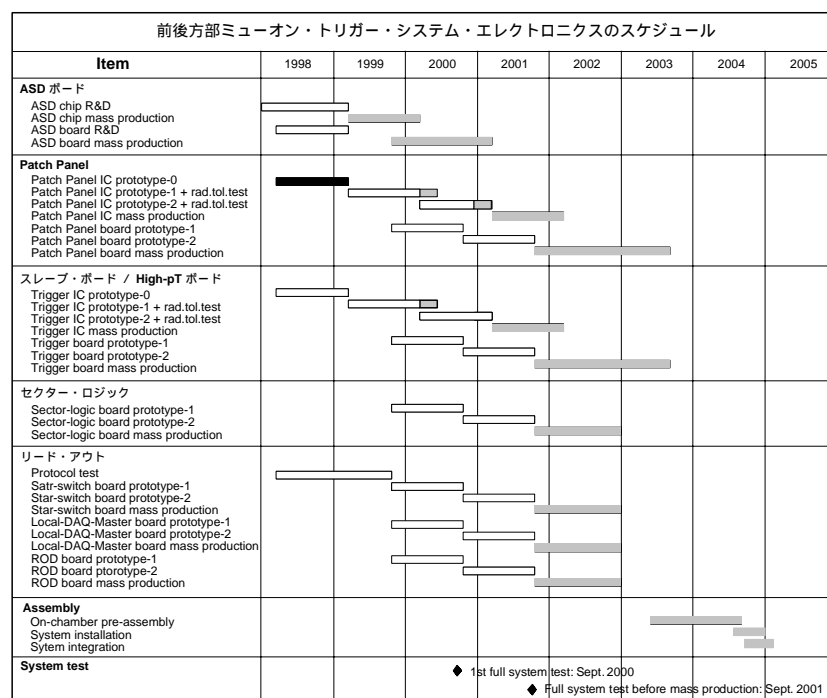 前後方部ミューオン・トリガー・システム・エレクトロニクスのスケジュール
Item 1998 1999 2000 2001 2002 2003 2004 2005
ASD ボード
ASD chip R&D
ASD chip mass production
ASD board R&D
ASD board mass production
Patch Panel
Patch Panel IC prototype-0
Patch Panel IC prototype-1 + rad.tol.test
Patch Panel IC prototype-2 + rad.tol.test
Patch Panel IC mass production
Patch Panel board prototype-1
Patch Panel board prototype-2
Patch Panel board mass production
スレーブ・ボード / High-pT ボード
Trigger IC prototype-0
Trigger IC prototype-1 + rad.tol.test
Trigger IC prototype-2 + rad.tol.test
Trigger IC mass production
Trigger board prototype-1
Trigger board prototype-2
Trigger board mass production
セクター・ロジック
Sector-logic board prototype-1
Sector-logic board prototype-2
Sector-logic board mass production
リード・アウト
Protocol test
Satr-switch board prototype-1
Star-switch board prototype-2
Star-switch board mass production
Local-DAQ-Master board prototype-1
Local-DAQ-Master board prototype-2
Local-DAQ-Master board mass production
ROD board prototype-1
ROD board ptorotype-2
ROD board mass production
Assembly
On-chamber pre-assembly
System installation
Sytem integration
System test
1st full system test: Sept. 2000
Full system test before mass production: Sept. 2001